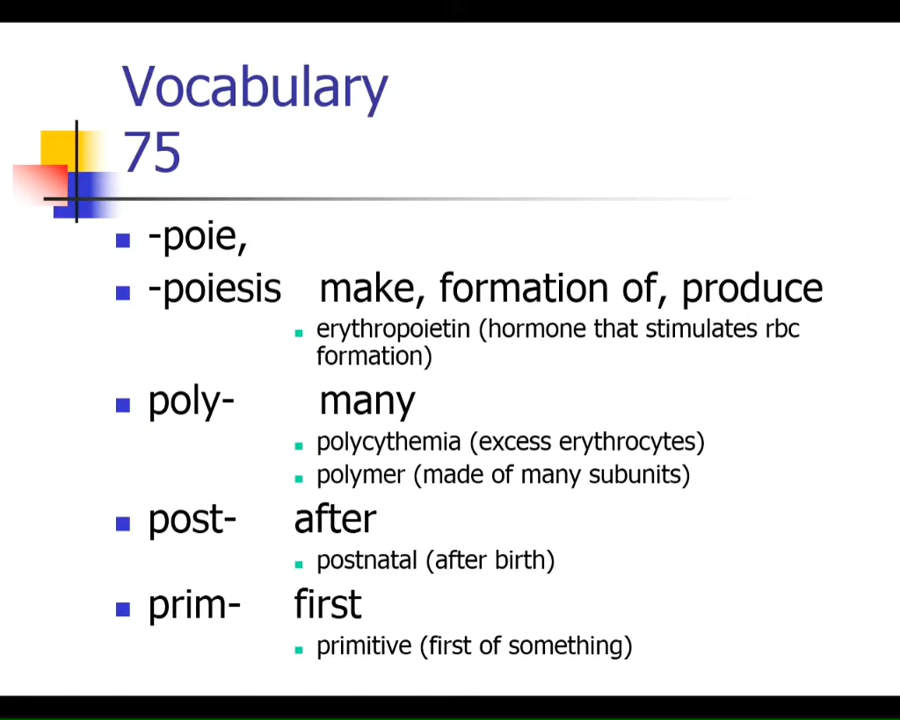 Vocabulary
75
-poie,
-poiesis make, formation of, produce
erythropoietin (hormone that stimulates rbc
formation)
poly- many
polycythemia (excess erythrocytes)
polymer (made of many subunits)
post- after
postnatal (after birth)
prim- first
primitive (first of something)